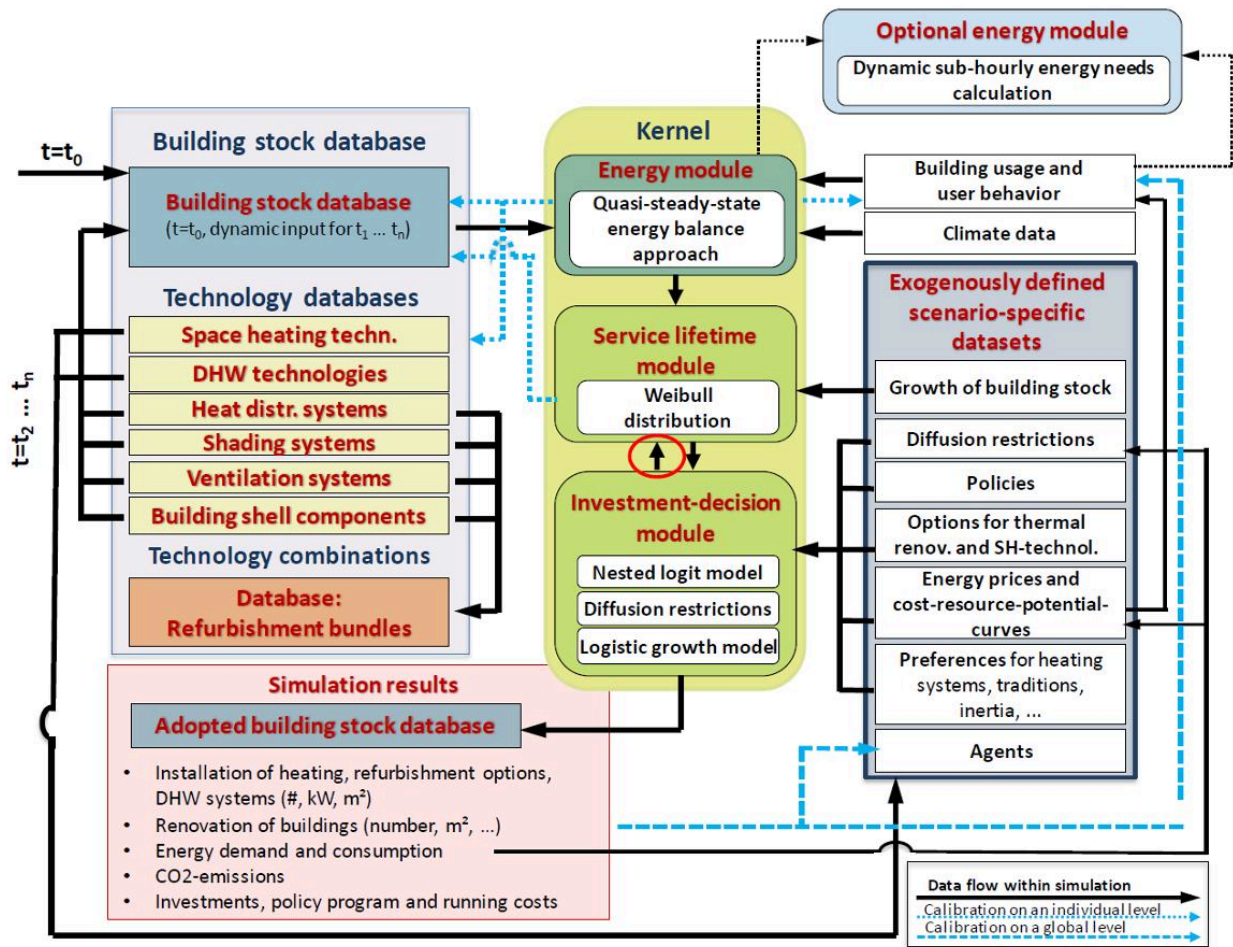 Optional energy module
Dynamic sub-hourly energy needs
calculation
t=t₀
Building stock database
Building stock database
(t=t₀, dynamic input for t₁ ... tₙ)
Technology databases
Space heating techn.
DHW technologies
Heat distr. systems
Shading systems
Ventilation systems
Building shell components
Technology combinations
Database:
Refurbishment bundles
t=t₂ ... tₙ
Kernel
Energy module
Quasi-steady-state
energy balance
approach
Service lifetime
module
Weibull
distribution
Investment-decision
module
Nested logit model
Diffusion restrictions
Logistic growth model
Building usage and
user behavior
Climate data
Exogenously defined
scenario-specific
datasets
Growth of building stock
Diffusion restrictions
Policies
Options for thermal
renov. and SH-technol.
Energy prices and
cost-resource-potential-
curves
Preferences for heating
systems, traditions,
inertia, ...
Agents
Simulation results
Adopted building stock database
• Installation of heating, refurbishment options,
DHW systems (#, kW, m²)
• Renovation of buildings (number, m², ...)
• Energy demand and consumption
• CO2-emissions
• Investments, policy program and running costs
Data flow within simulation
Calibration on an individual level
Calibration on a global level